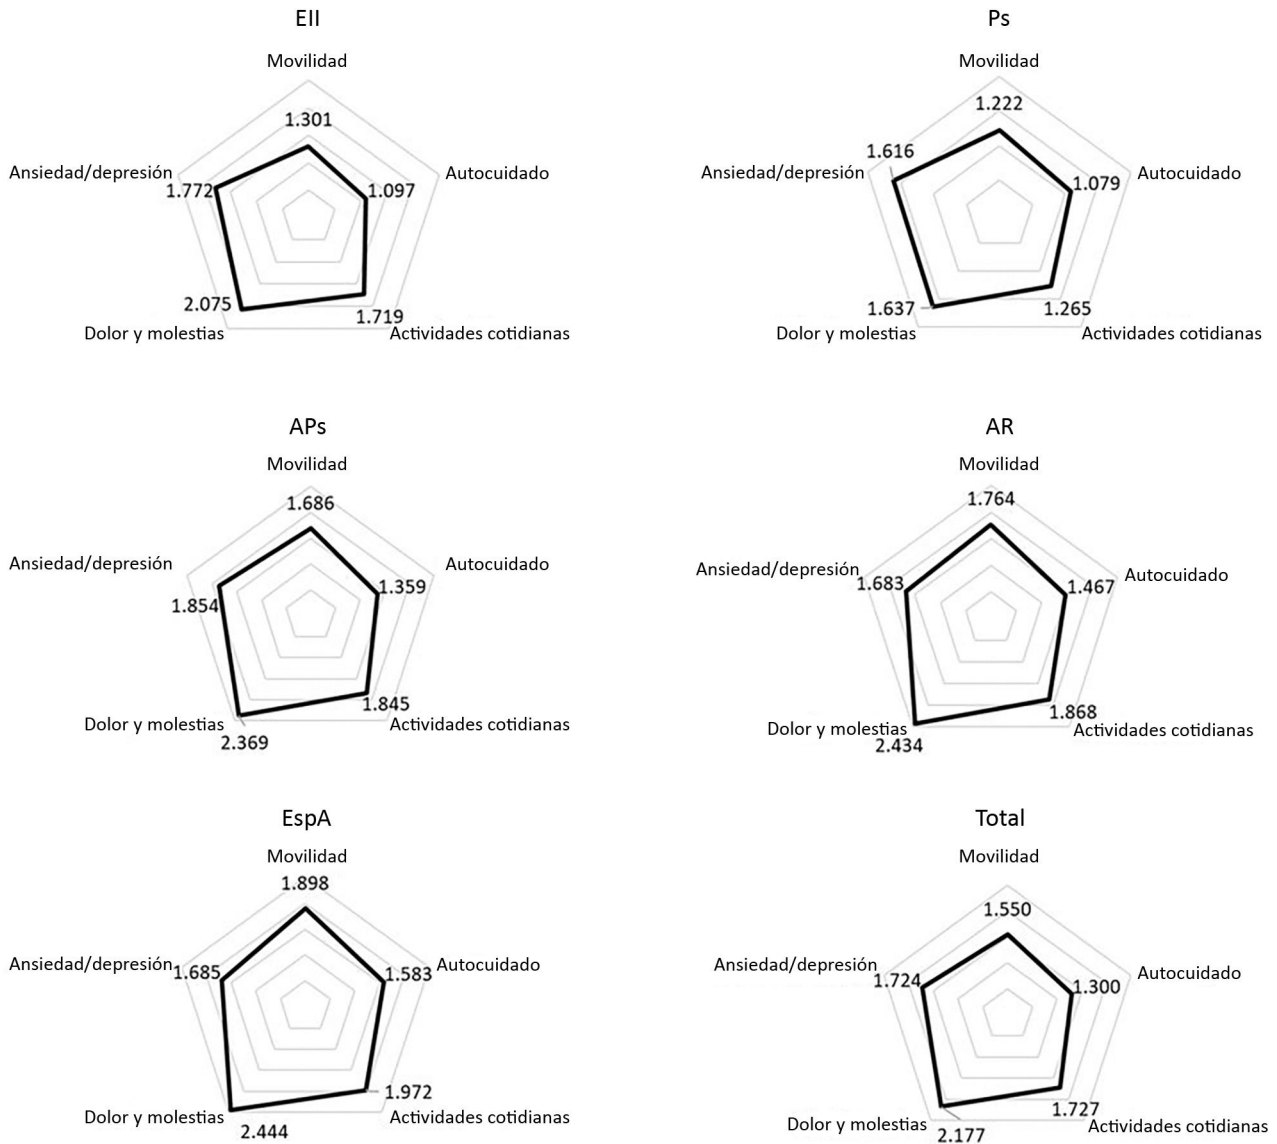 EII
Movilidad
1.301
Ansiedad/depresión
1.772
1.097
Autocuidado
2.075
1.719
Dolor y molestias
Actividades cotidianas
Ps
Movilidad
1.222
1.616
Ansiedad/depresión
1.079
Autocuidado
1.637
1.265
Dolor y molestias
Actividades cotidianas
APs
Movilidad
1.686
Ansiedad/depresión
1.854
1.359
Autocuidado
1.845
Dolor y molestias
2.369
Actividades cotidianas
AR
Movilidad
1.764
Ansiedad/depresión
1.683
1.467
Autocuidado
1.868
Dolor y molestias
2.434
Actividades cotidianas
EspA
Movilidad
1.898
Ansiedad/depresión
1.685
1.583
Autocuidado
1.972
Dolor y molestias
2.444
Actividades cotidianas
Total
Movilidad
1.550
Ansiedad/depresión
1.724
1.300
Autocuidado
1.727
Dolor y molestias
2.177
Actividades cotidianas